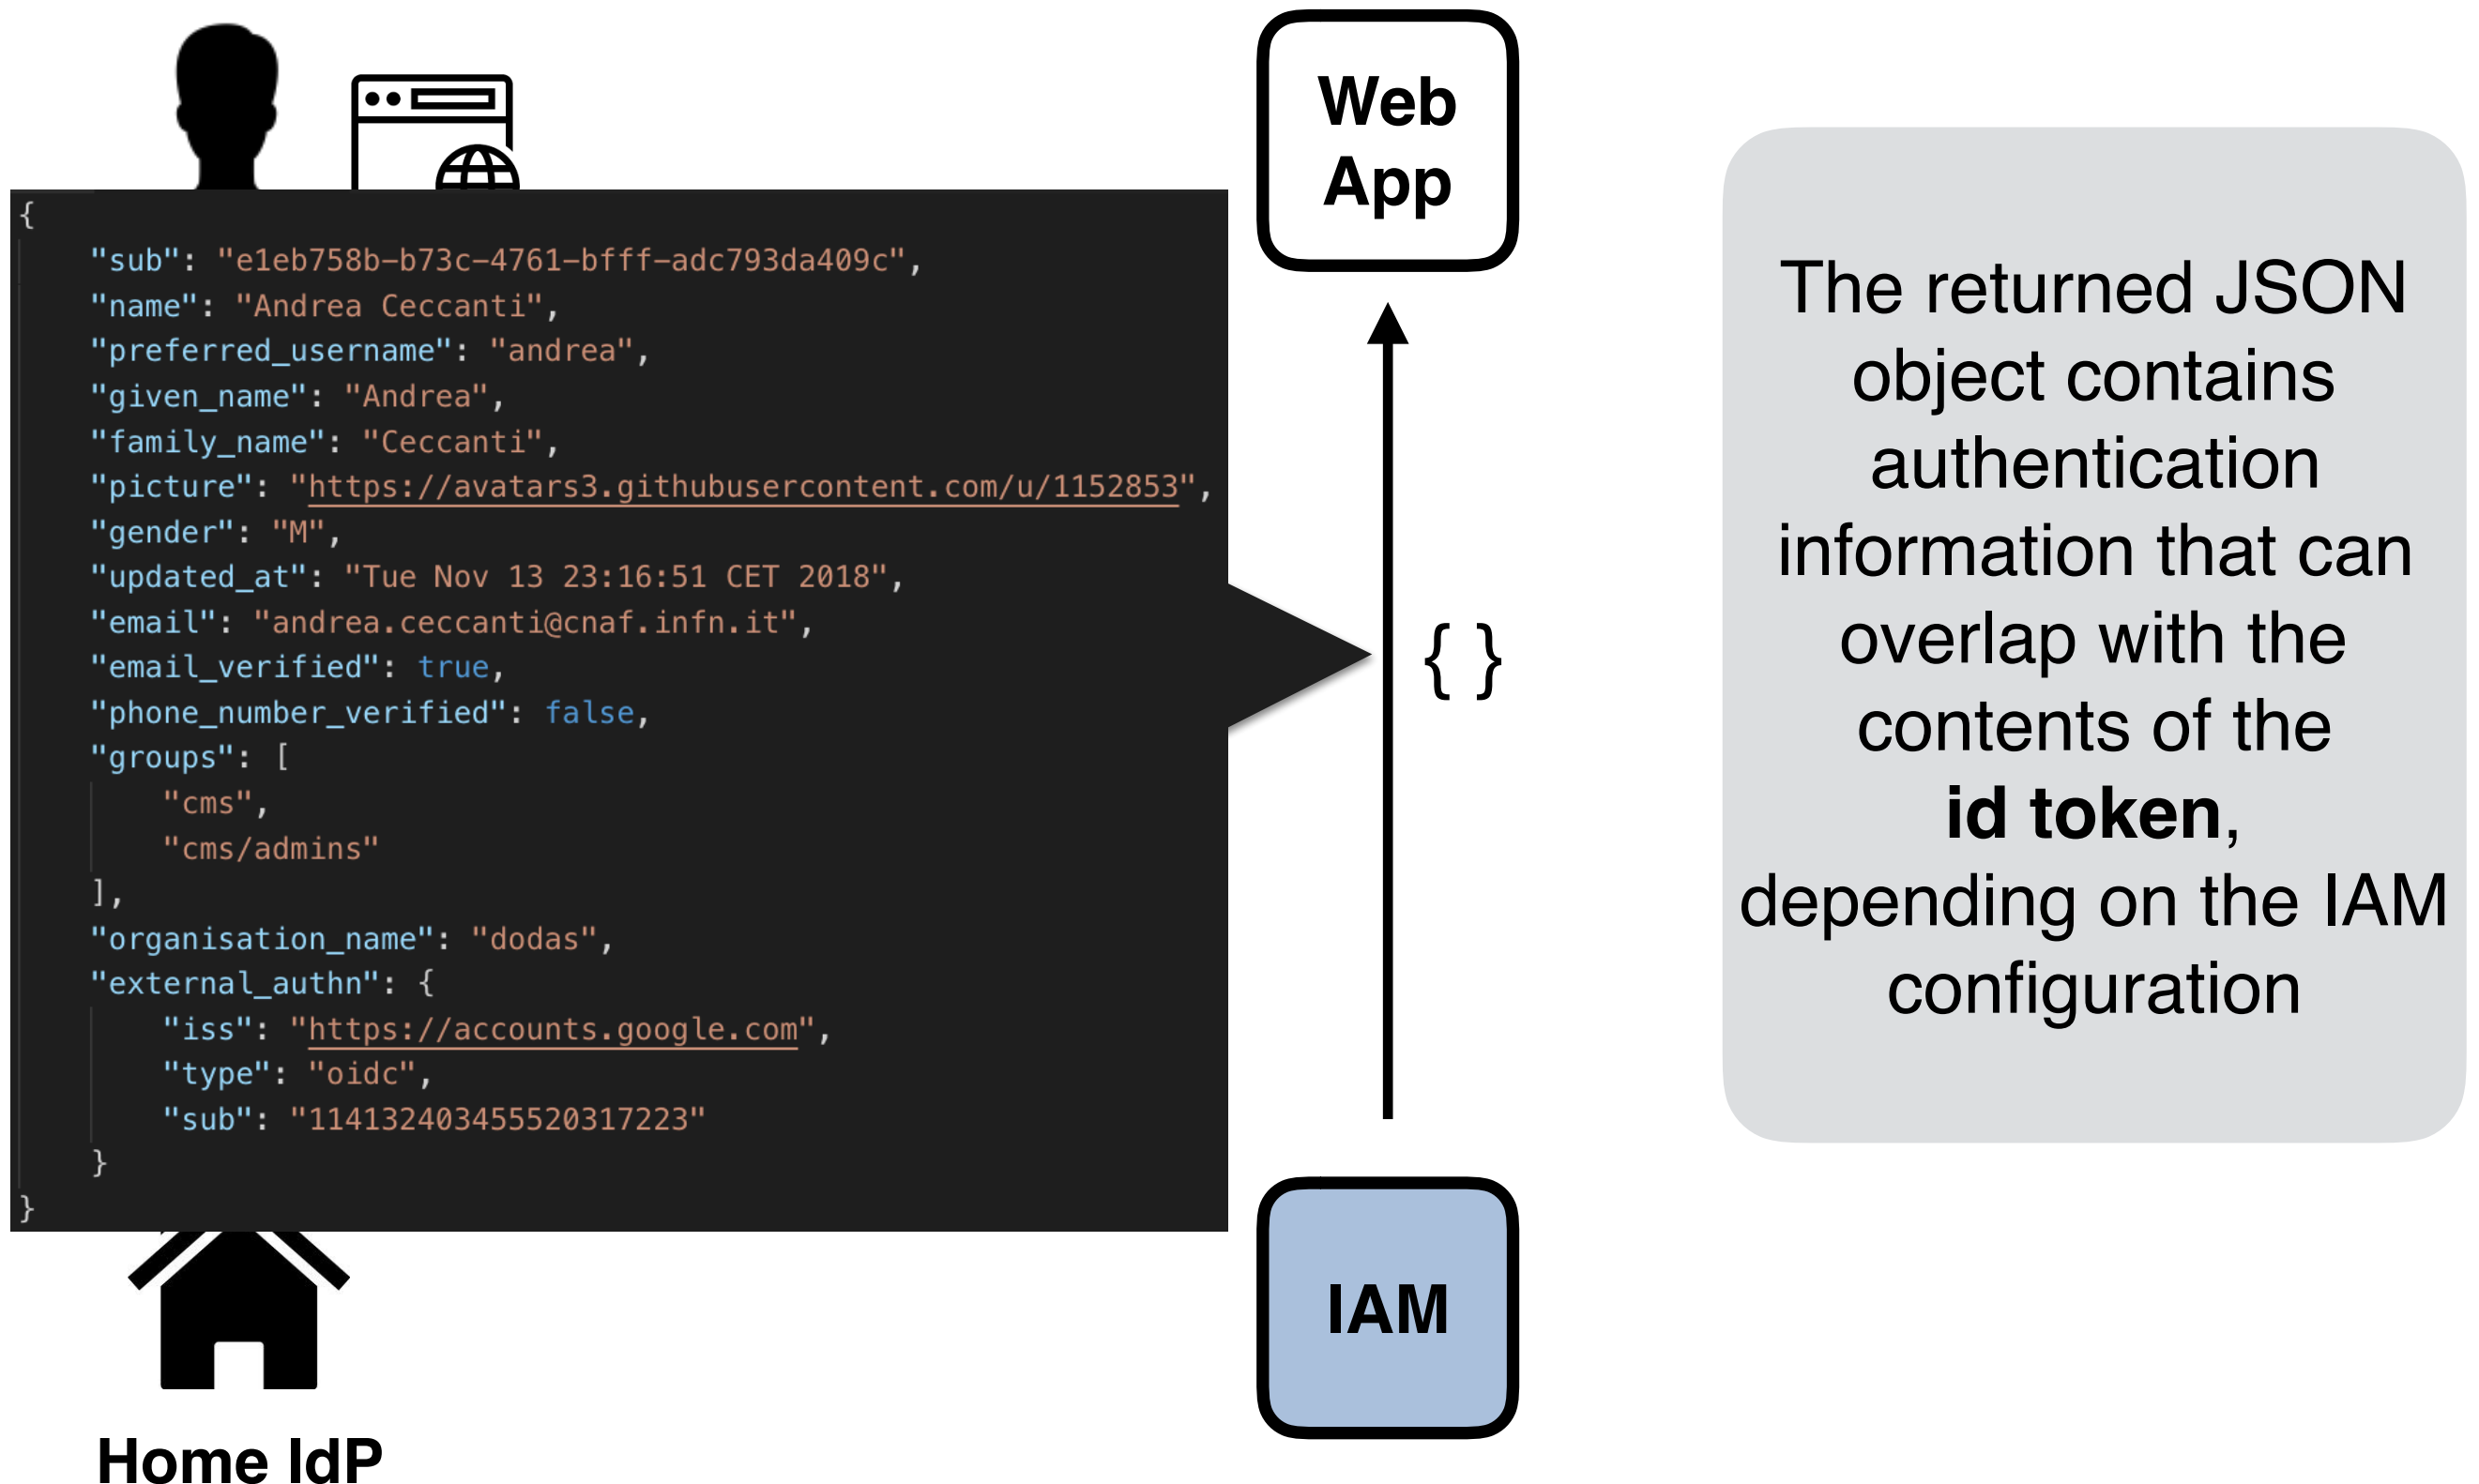 Web
App
{
"sub": "e1eb758b-b73c-4761-bfff-adc793da409c",
"name": "Andrea Ceccanti",
"preferred_username": "andrea",
"given_name": "Andrea",
"family_name": "Ceccanti",
"picture": "https://avatars3.githubusercontent.com/u/1152853",
"gender": "M",
"updated_at": "Tue Nov 13 23:16:51 CET 2018",
"email": "andrea.ceccanti@cnaf.infn.it",
"email_verified": true,
"phone_number_verified": false,
"groups": [
"cms",
"cms/admins"
],
"organisation_name": "dodas",
"external_authn": {
"iss": "https://accounts.google.com",
"type": "oidc",
"sub": "114132403455520317223"
}
}
{ }
The returned JSON
object contains
authentication
information that can
overlap with the
contents of the
id token,
depending on the IAM
configuration
IAM
Home IdP